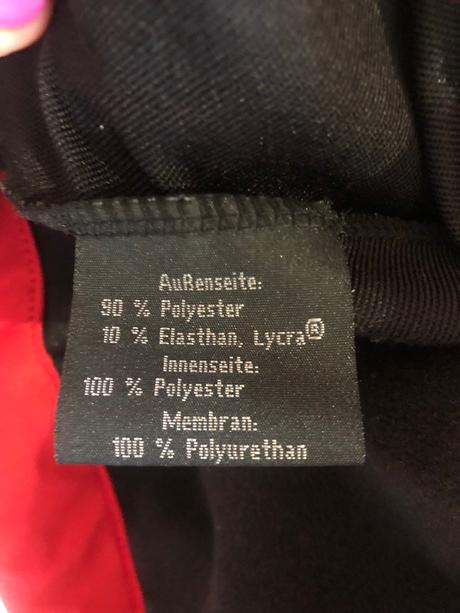 Außenseite:
90 % Polyester
10 % Elasthan, Lycra®
Innenseite:
100 % Polyester
Membran:
100 % Polyurethan